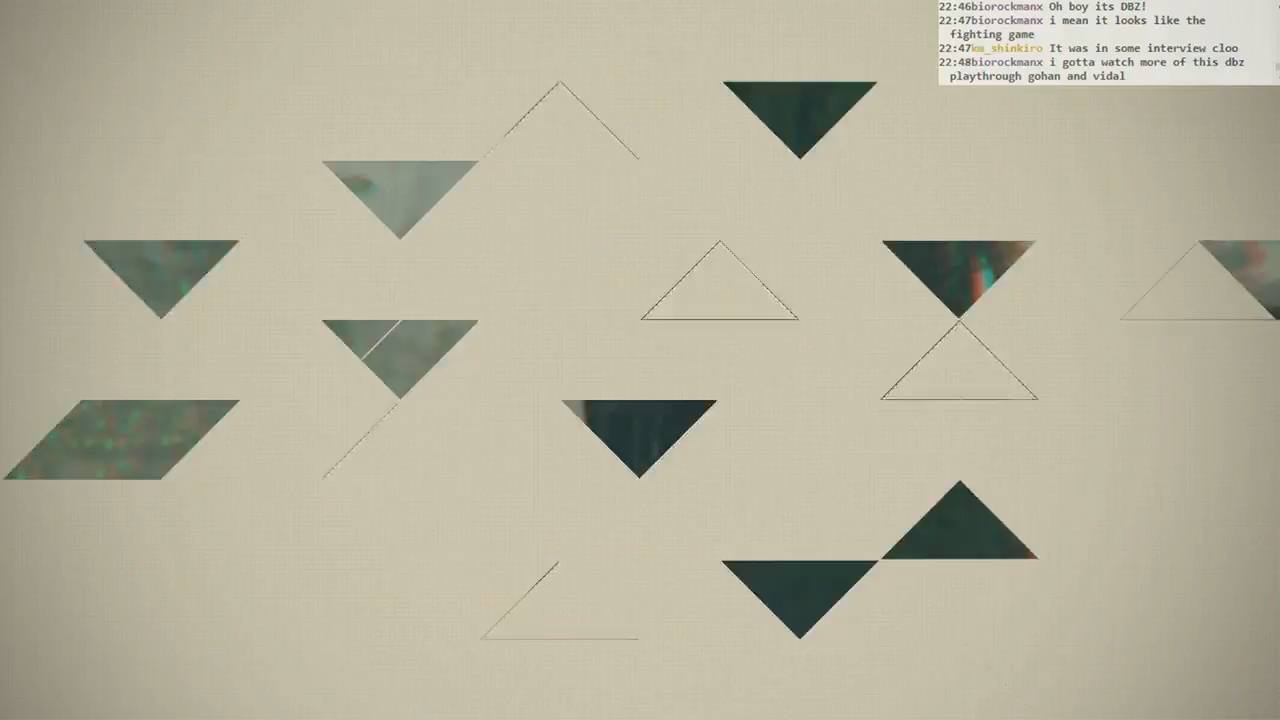 22:46biorockmanx Oh boy its DBZ!
22:47biorockmanx i mean it looks like the
fighting game
22:47km_shinkiro It was in some interview cloo
22:48biorockmanx i gotta watch more of this dbz
playthrough gohan and vidal